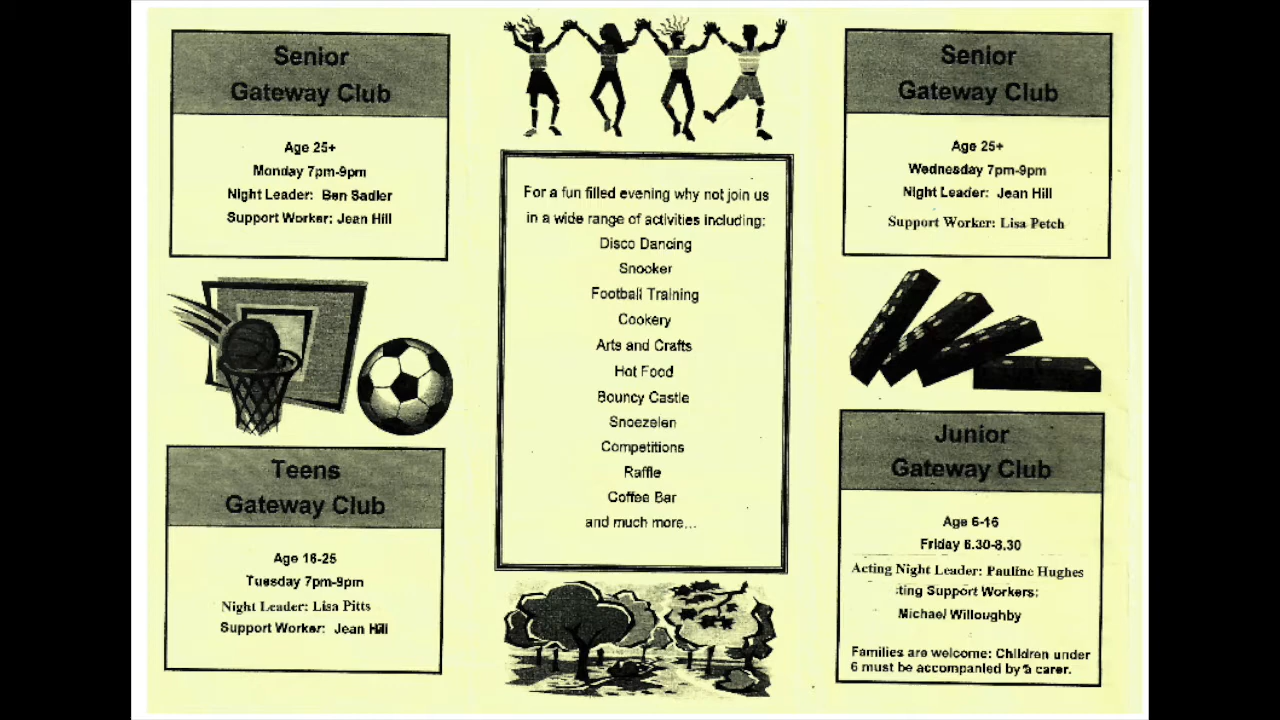 Senior
Gateway Club
Age 25+
Monday 7pm-9pm
Night Leader: Ben Sadler
Support Worker: Jean Hill
Teens
Gateway Club
Age 16-25
Tuesday 7pm-9pm
Night Leader: Lisa Pitts
Support Worker: Jean Hill
For a fun filled evening why not join us
in a wide range of activities including:
Disco Dancing
Snooker
Football Training
Cookery
Arts and Crafts
Hot Food
Bouncy Castle
Snoezelen
Competitions
Raffle
Coffee Bar
and much more...
Senior
Gateway Club
Age 25+
Wednesday 7pm-9pm
Night Leader: Jean Hill
Support Worker: Lisa Petch
Junior
Gateway Club
Age 6-16
Friday 6.30-8.30
Acting Night Leader: Pauline Hughes
ting Support Workers:
Michael Willoughby
Families are welcome: Children under
6 must be accompanied by a carer.